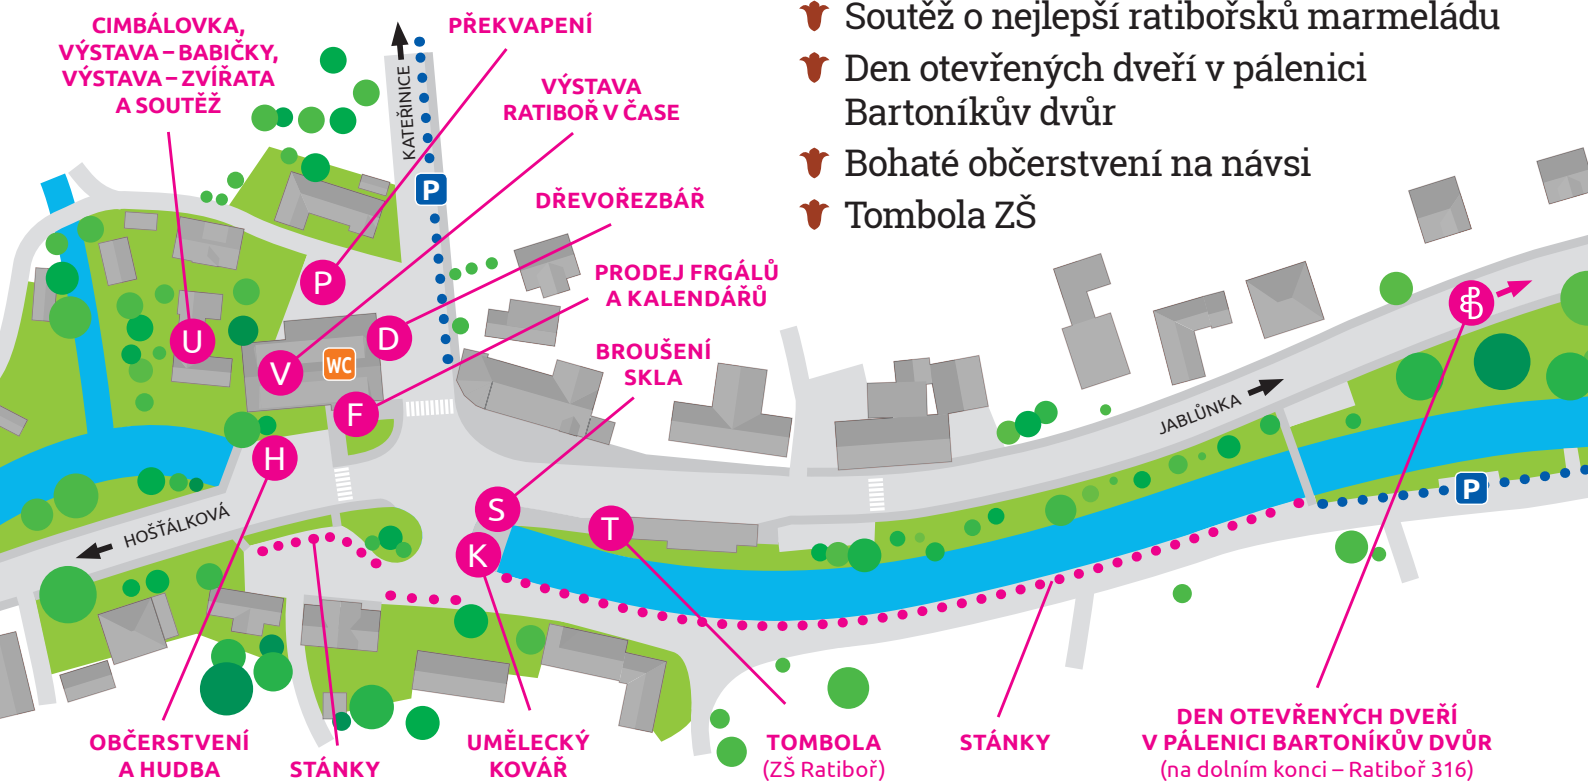 CIMBÁLOVKA,
VÝSTAVA – BABIČKY,
VÝSTAVA – ZVÍŘATA
A SOUTĚŽ
PŘEKVAPENÍ
VÝSTAVA
RATIBOŘ V ČASE
DŘEVOŘEZBÁŘ
PRODEJ FRGÁLŮ
A KALENDÁŘŮ
BROUŠENÍ
SKLA
Soutěž o nejlepší ratibořsků marmeládu
Den otevřených dveří v pálenici
Bartoníkův dvůr
Bohaté občerstvení na návsi
Tombola ZŠ
KATEŘINICE
P
P
U
V
WC
D
F
H
S
K
T
B
JABLŮNKA
HOŠŤÁLKOVÁ
P
OBČERSTVENÍ
A HUDBA
STÁNKY
UMĚLECKÝ
KOVÁŘ
TOMBOLA
(ZŠ Ratiboř)
STÁNKY
DEN OTEVŘENÝCH DVEŘÍ
V PÁLENICI BARTONÍKŮV DVŮR
(na dolním konci – Ratiboř 316)